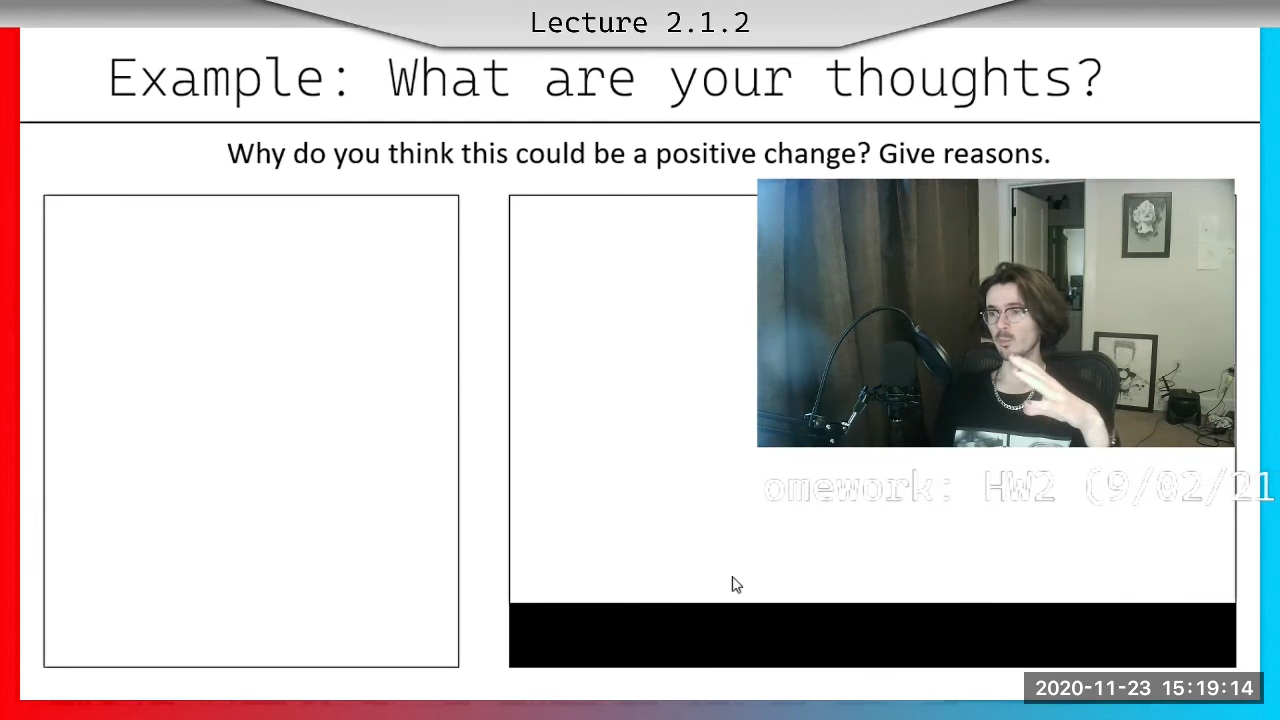 Lecture 2.1.2
Example: What are your thoughts?
Why do you think this could be a positive change? Give reasons.
omework: HW2 (9/02/21
2020-11-23 15:19:14